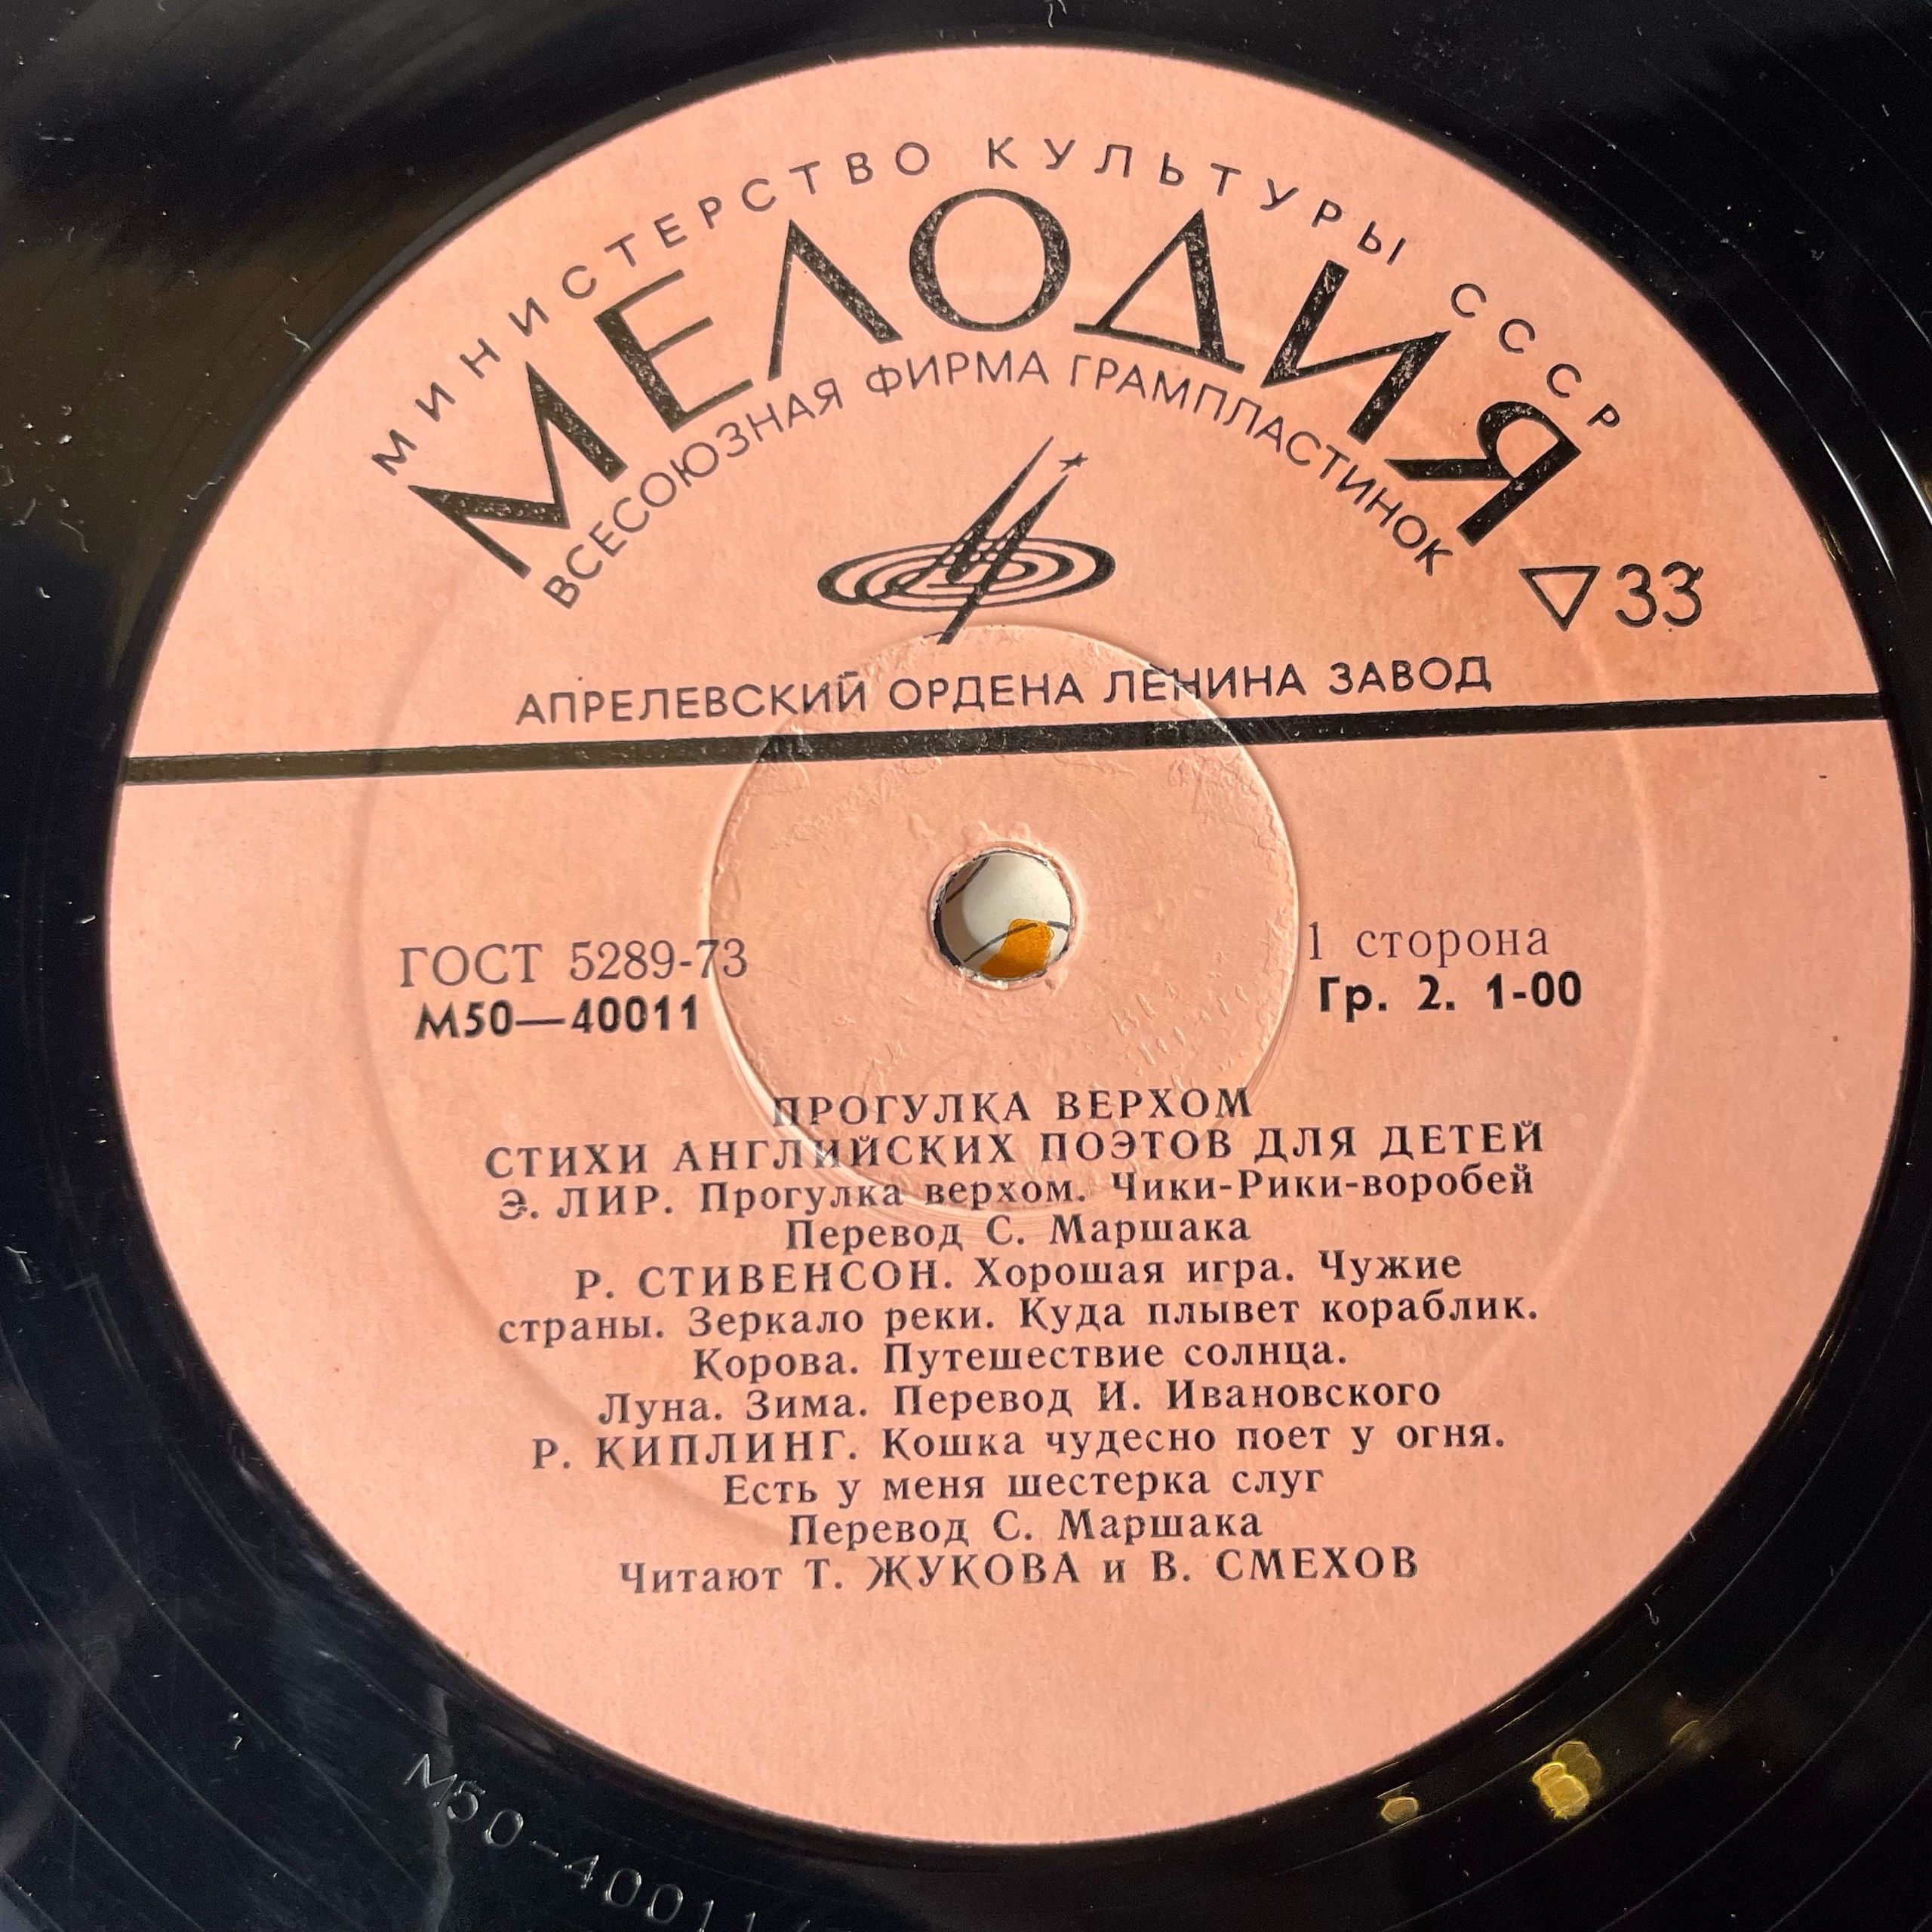 МИНИСТЕРСТВО КУЛЬТУРЫ СССР
МЕЛОДИЯ
ВСЕСОЮЗНАЯ ФИРМА ГРАМПЛАСТИНОК
33
АПРЕЛЕВСКИЙ ОРДЕНА ЛЕНИНА ЗАВОД
ГОСТ 5289-73
М50—40011
1 сторона
Гр. 2. 1-00
ПРОГУЛКА ВЕРХОМ
СТИХИ АНГЛИЙСКИХ ПОЭТОВ ДЛЯ ДЕТЕЙ
Э. ЛИР. Прогулка верхом. Чики-Рики-воробей
Перевод С. Маршака
Р. СТИВЕНСОН. Хорошая игра. Чужие
страны. Зеркало реки. Куда плывет кораблик.
Корова. Путешествие солнца.
Луна. Зима. Перевод И. Ивановского
Р. КИПЛИНГ. Кошка чудесно поет у огня.
Есть у меня шестерка слуг
Перевод С. Маршака
Читают Т. ЖУКОВА и В. СМЕХОВ
М50-40011